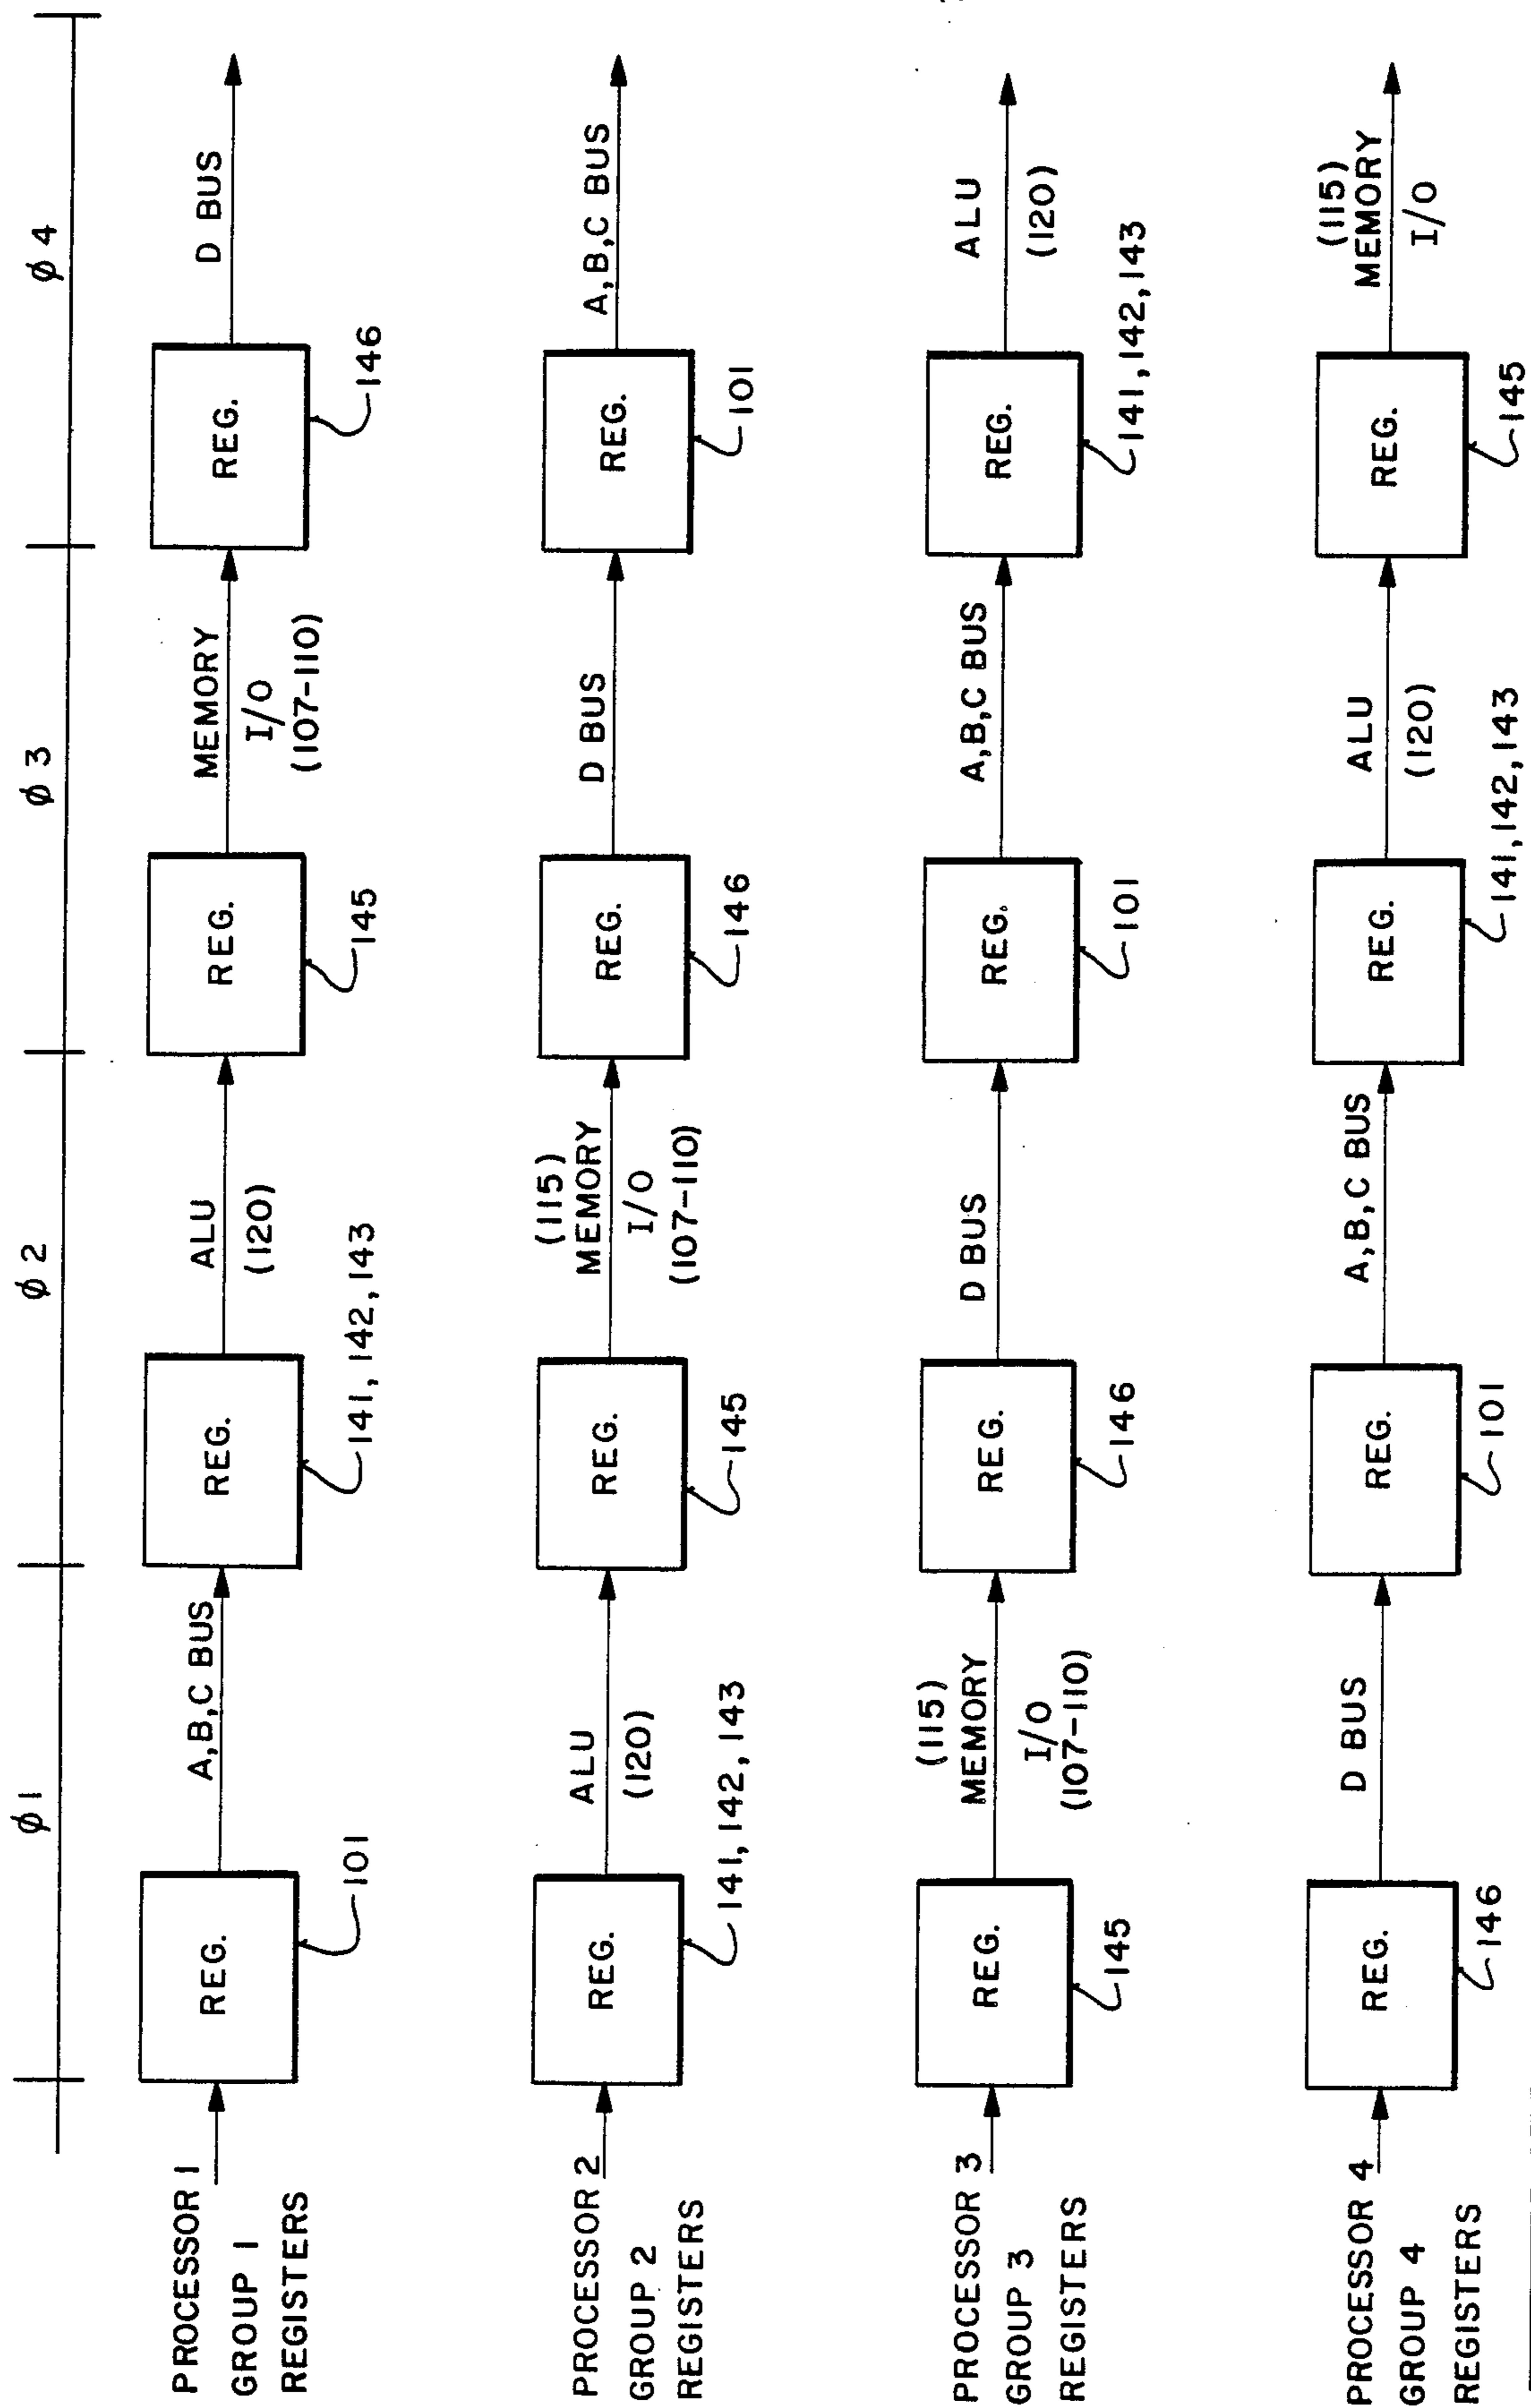 ø1
ø2
ø3
ø4
PROCESSOR 1
GROUP 1
REGISTERS
REG.
101
A,B,C BUS
REG.
141, 142, 143
ALU
(120)
REG.
145
MEMORY
I/O
(107-110)
REG.
146
D BUS
PROCESSOR 2
GROUP 2
REGISTERS
REG.
141, 142, 143
ALU
(120)
REG.
145
(115)
MEMORY
I/O
(107-110)
REG.
146
D BUS
REG.
101
A,B,C BUS
PROCESSOR 3
GROUP 3
REGISTERS
REG.
145
(115)
MEMORY
I/O
(107-110)
REG.
146
D BUS
REG.
101
A,B,C BUS
REG.
141, 142, 143
ALU
(120)
PROCESSOR 4
GROUP 4
REGISTERS
REG.
146
D BUS
REG.
101
A,B,C BUS
REG.
141, 142, 143
ALU
(120)
REG.
145
(115)
MEMORY
I/O